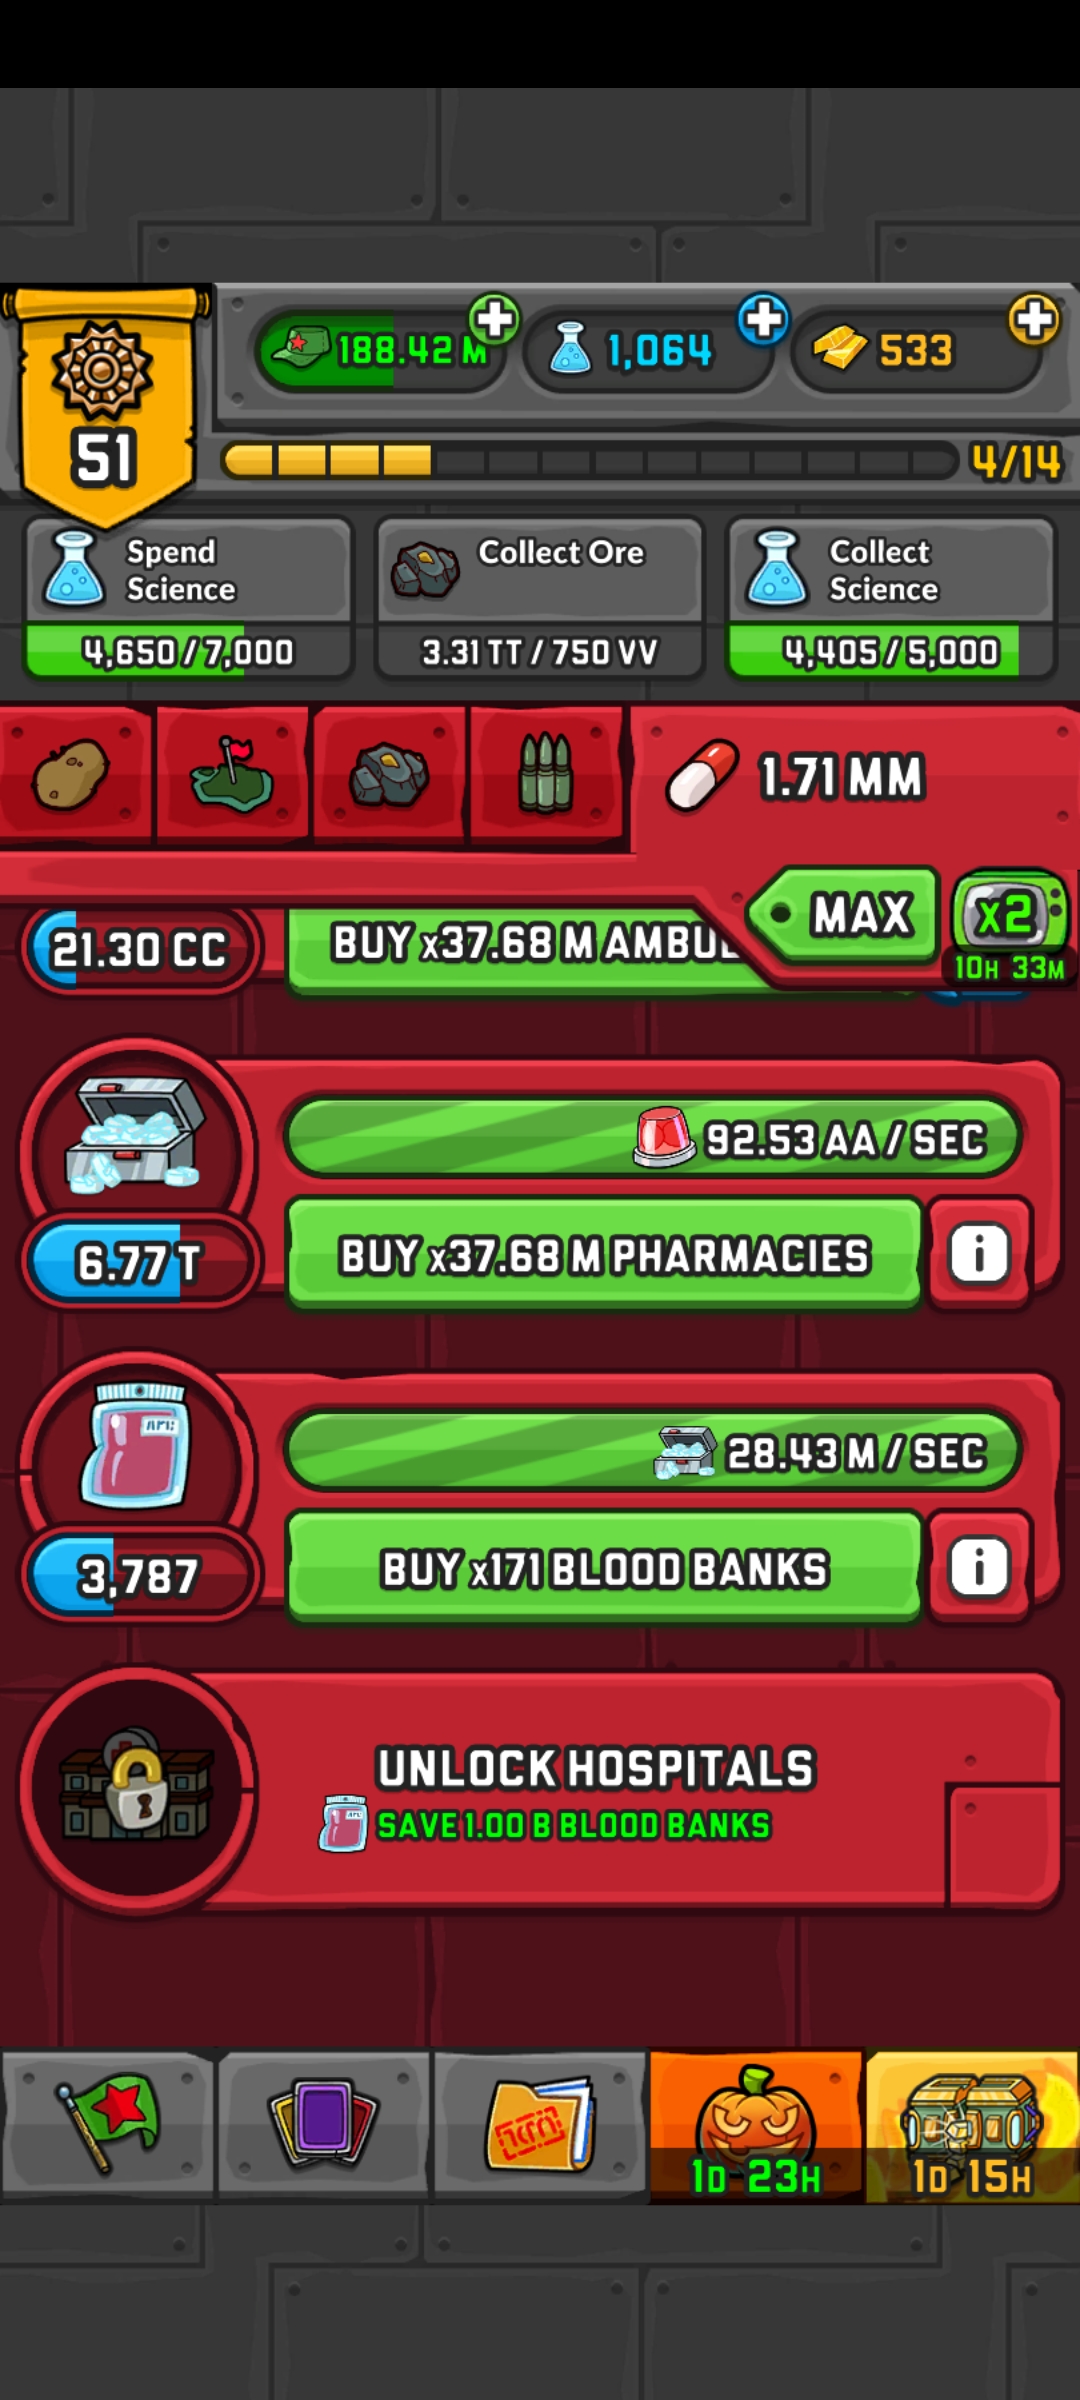 188.42 M
1,064
533
51
4/14
Spend
Science
4,650/7,000
Collect Ore
3.31 TT / 750 VV
Collect
Science
4,405/5,000
1.71 MM
MAX
x2
10H 33M
21.30 CC
BUY x37.68 M AMBUL
92.53 AA / SEC
6.77 T
BUY x37.68 M PHARMACIES
i
28.43 M / SEC
3,787
BUY x171 BLOOD BANKS
i
UNLOCK HOSPITALS
SAVE 1.00 B BLOOD BANKS
1D 23H
1D 15H